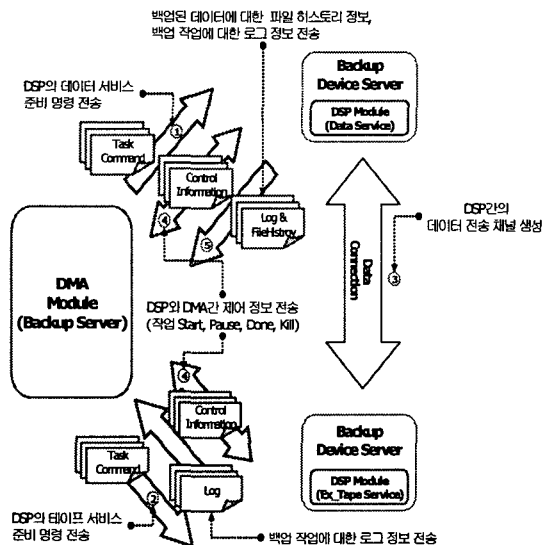 백업된 데이터에 대한 파일 히스토리 정보,
백업 작업에 대한 로그 정보 전송
DSP의 데이터 서비스
준비 명령 전송
Backup
Device Server
DSP Module
(Data Service)
①
Task
Command
Control
Information
④
⑤
Log &
FileHistroy
DSP간의
데이터 전송 채널 생성
③
Data
Connection
DMA
Module
(Backup Server)
DSP와 DMA간 제어 정보 전송
(작업 Start, Pause, Done, Kill)
④
Control
Information
Task
Command
②
Log
Backup
Device Server
DSP Module
(Ex_Tape Service)
DSP의 테이프 서비스
준비 명령 전송
백업 작업에 대한 로그 정보 전송